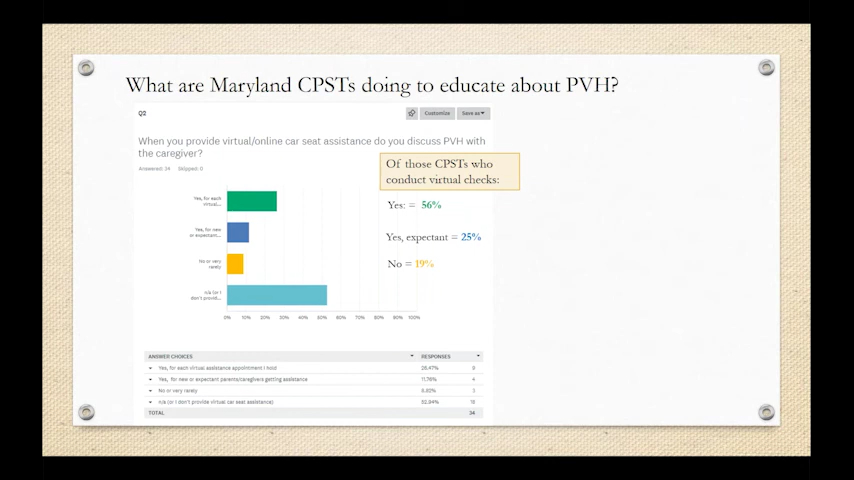 What are Maryland CPSTs doing to educate about PVH?
Q2
Customize
Save as
When you provide virtual/online car seat assistance do you discuss PVH with
the caregiver?
Answered: 34 Skipped: 0
Of those CPSTs who
conduct virtual checks:
Yes: = 56%
Yes, expectant = 25%
No = 19%
Yes, for each
virtual...
Yes, for new
or expectant...
No or very
rarely
n/a (or I
don't provid...
0% 10% 20% 30% 40% 50% 60% 70% 80% 90% 100%
ANSWER CHOICES RESPONSES
Yes, for each virtual assistance appointment I hold 26.47% 9
Yes, for new or expectant parents/caregivers getting assistance 11.76% 4
No or very rarely 8.82% 3
n/a (or I don't provide virtual car seat assistance) 52.94% 18
TOTAL 34